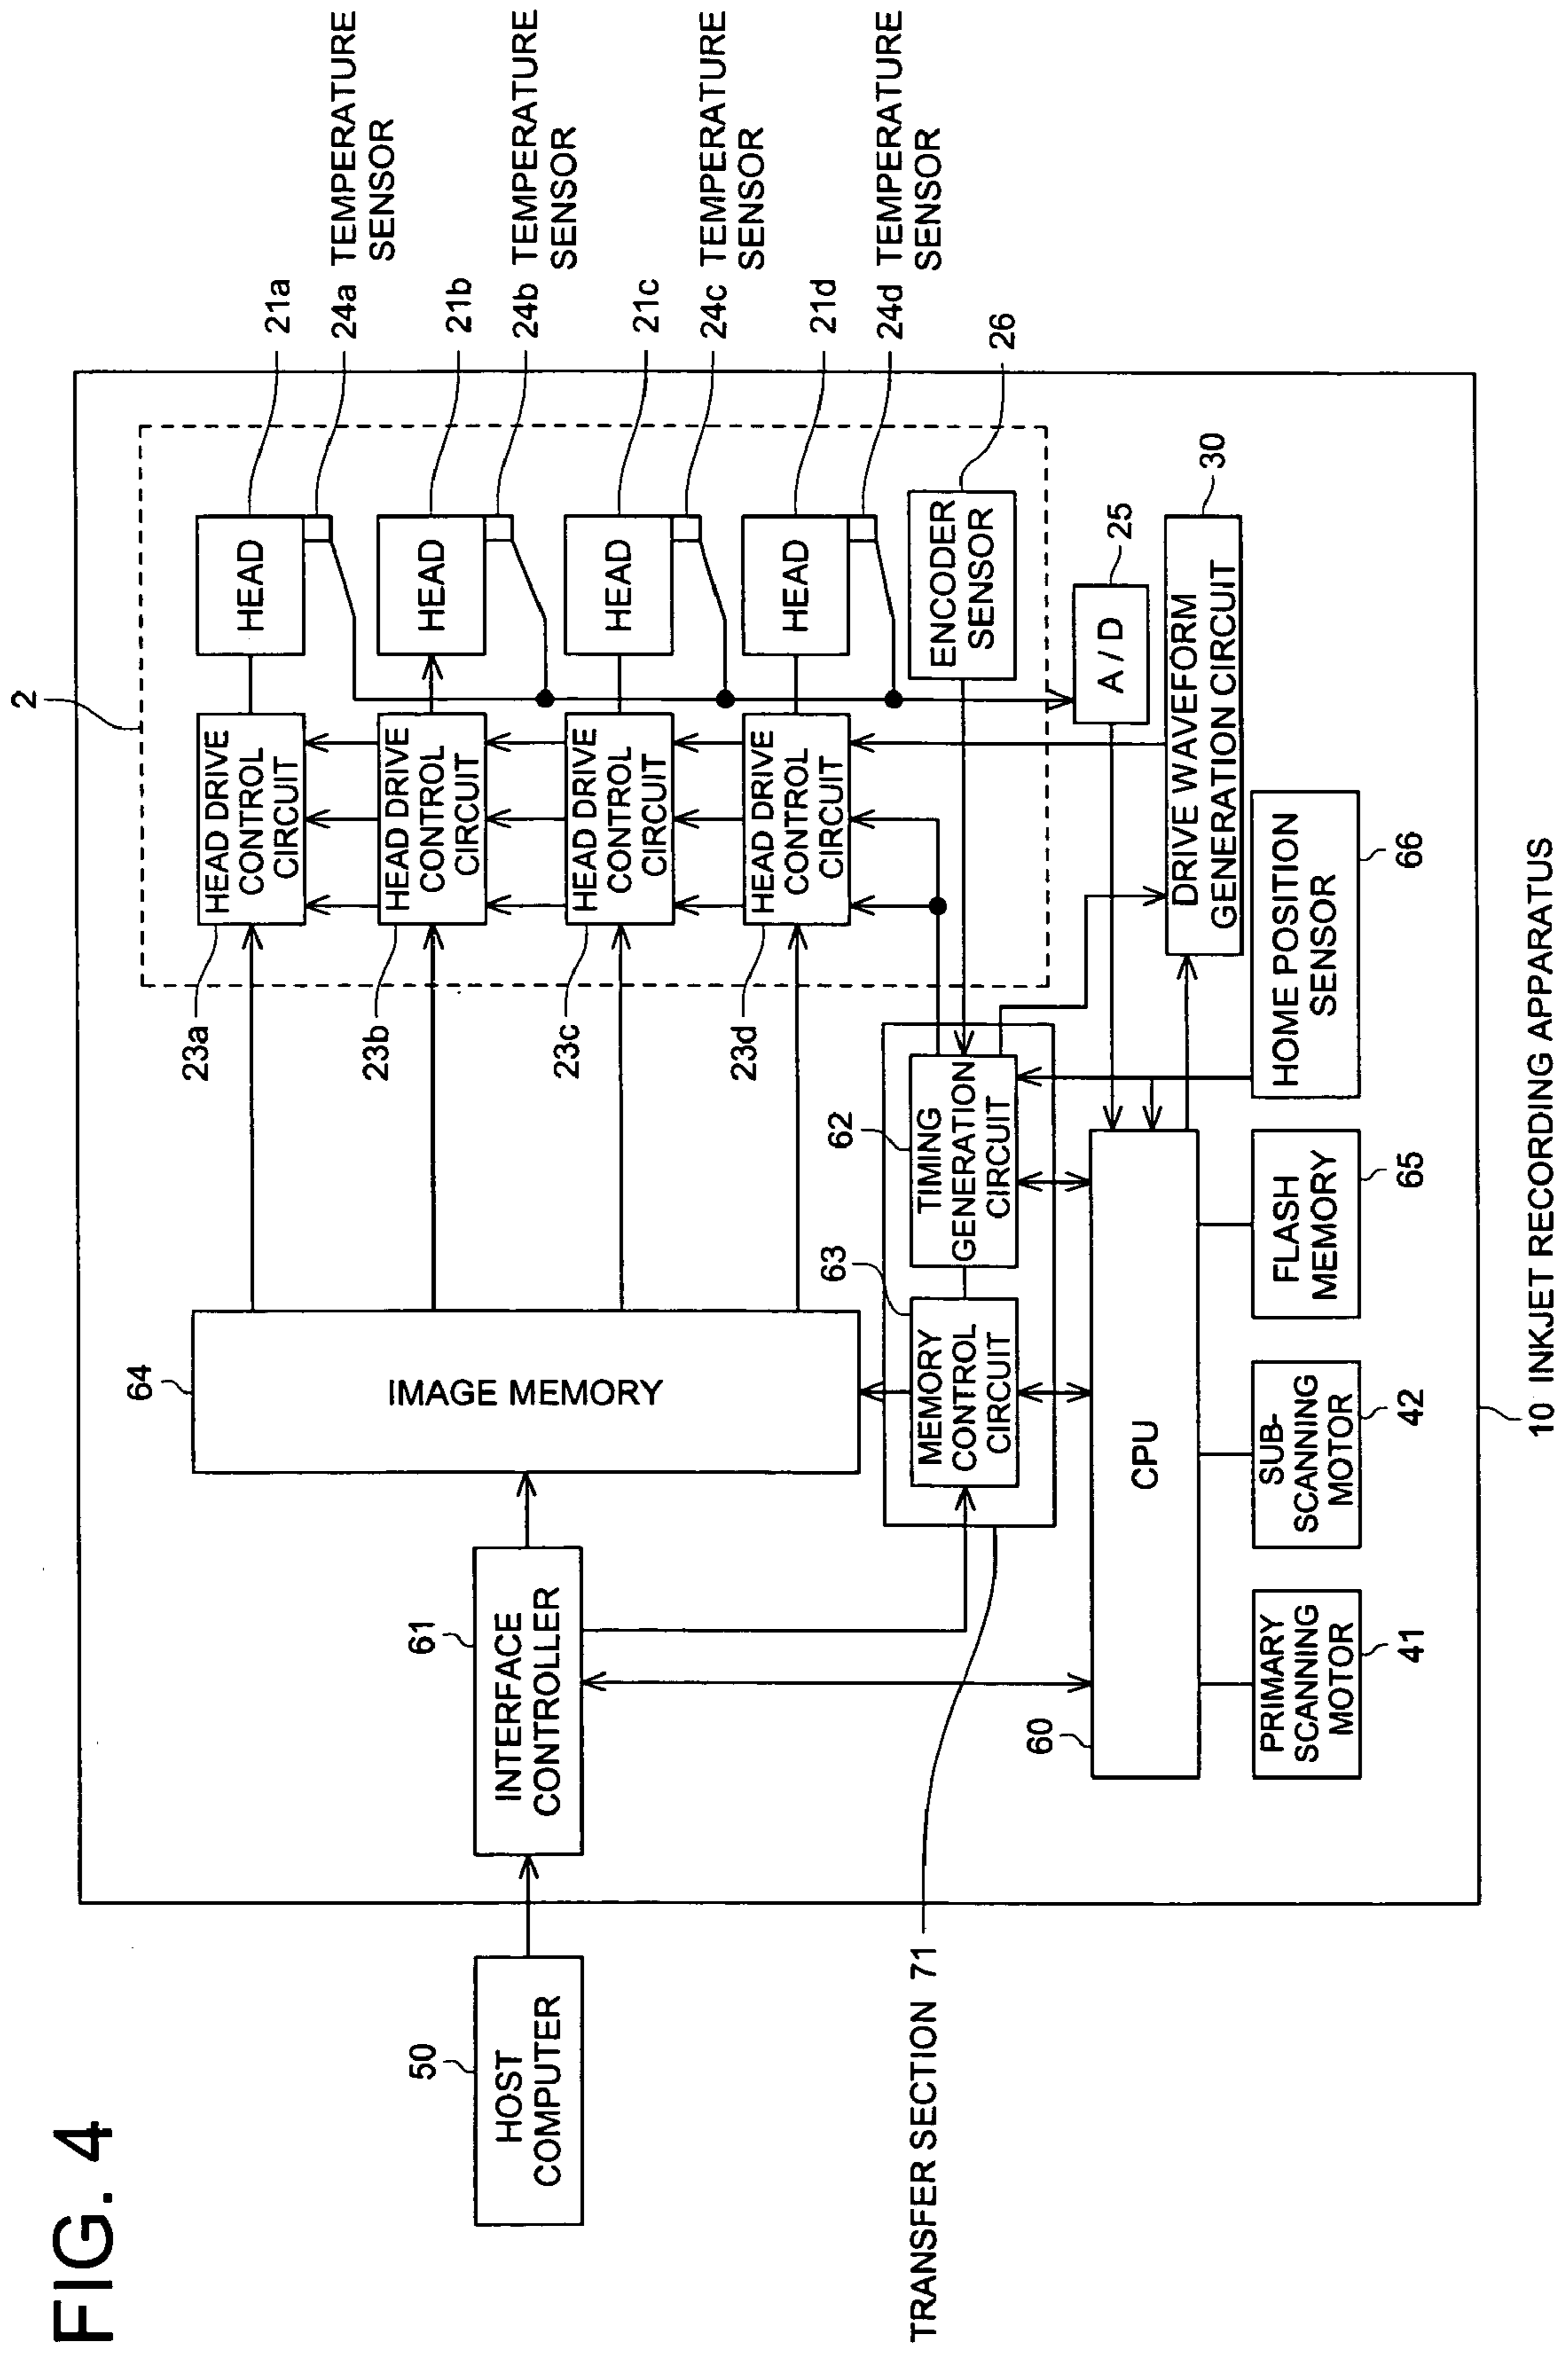 FIG. 4
2
HEAD DRIVE
CONTROL
CIRCUIT
23a
HEAD
21a
24a TEMPERATURE
SENSOR
HEAD DRIVE
CONTROL
CIRCUIT
23b
HEAD
21b
24b TEMPERATURE
SENSOR
HEAD DRIVE
CONTROL
CIRCUIT
23c
HEAD
21c
24c TEMPERATURE
SENSOR
HEAD DRIVE
CONTROL
CIRCUIT
23d
HEAD
21d
24d TEMPERATURE
SENSOR
ENCODER
SENSOR
26
64
IMAGE MEMORY
61
INTERFACE
CONTROLLER
50
HOST
COMPUTER
63
MEMORY
CONTROL
CIRCUIT
62
TIMING
GENERATION
CIRCUIT
TRANSFER SECTION 71
A / D
25
DRIVE WAVEFORM
GENERATION CIRCUIT
30
60
CPU
PRIMARY
SCANNING
MOTOR
41
SUB-
SCANNING
MOTOR
42
FLASH
MEMORY
65
HOME POSITION
SENSOR
66
10 INKJET RECORDING APPARATUS